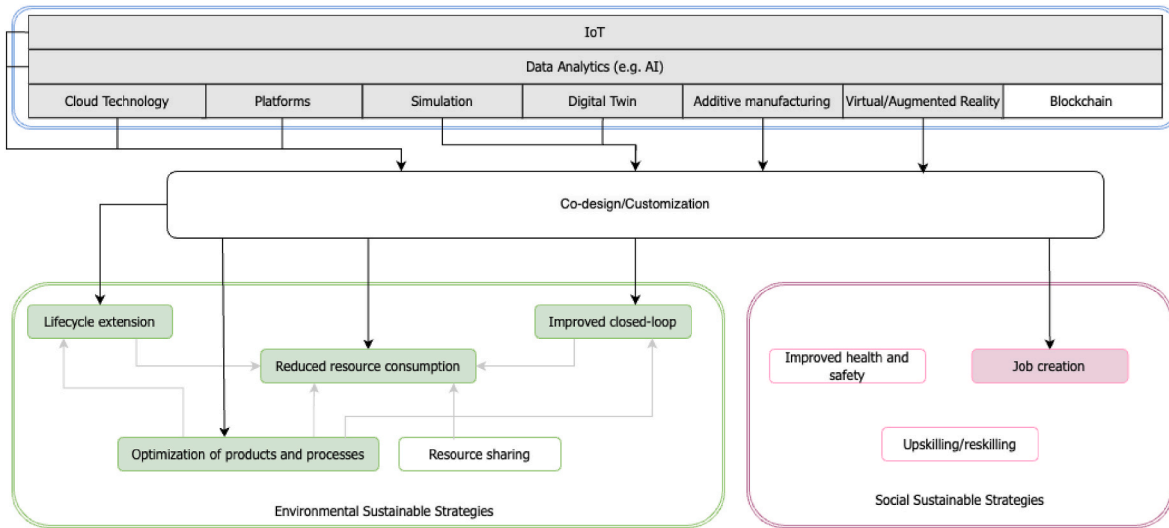 IoT
Data Analytics (e.g. AI)
Cloud Technology
Platforms
Simulation
Digital Twin
Additive manufacturing
Virtual/Augmented Reality
Blockchain
Co-design/Customization
Lifecycle extension
Improved closed-loop
Reduced resource consumption
Improved health and
safety
Job creation
Optimization of products and processes
Resource sharing
Upskilling/reskilling
Environmental Sustainable Strategies
Social Sustainable Strategies